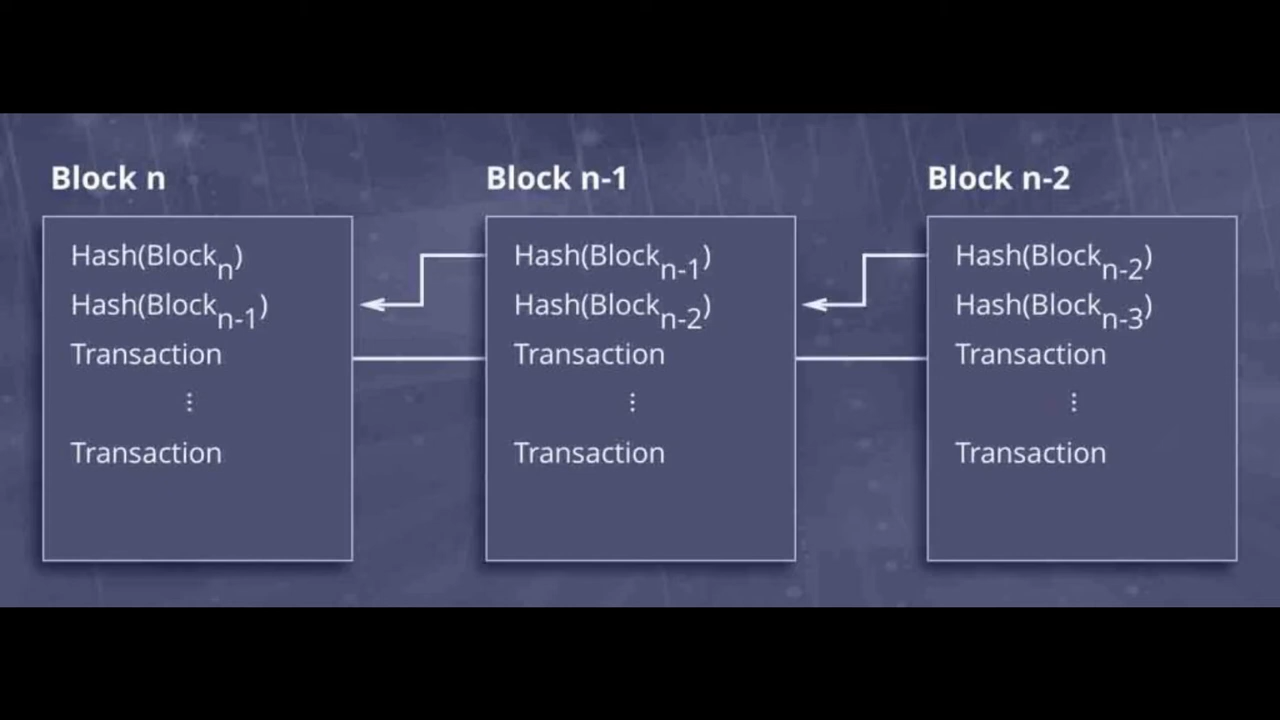 Block n
Hash(Blockn)
Hash(Blockn-1)
Transaction
⋮
Transaction
Block n-1
Hash(Blockn-1)
Hash(Blockn-2)
Transaction
⋮
Transaction
Block n-2
Hash(Blockn-2)
Hash(Blockn-3)
Transaction
⋮
Transaction